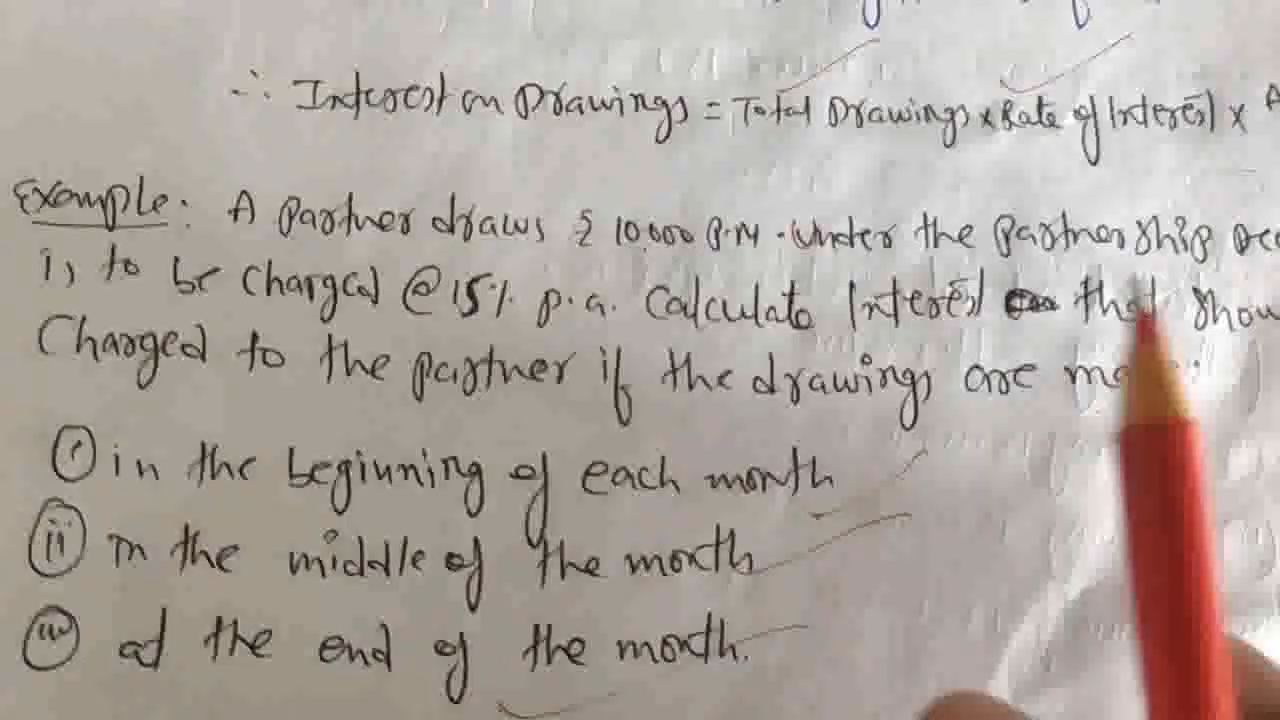 ∴ Interest on Drawings = Total Drawings x Rate of Interest x A
Example: A Partner draws ₹ 10000 P.M. Under the Partnership
is to be Charged @ 15% p.a. Calculate Interest that
Charged to the partner if the drawings are
(i) in the beginning of each month
(ii) In the middle of the month
(iii) at the end of the month.